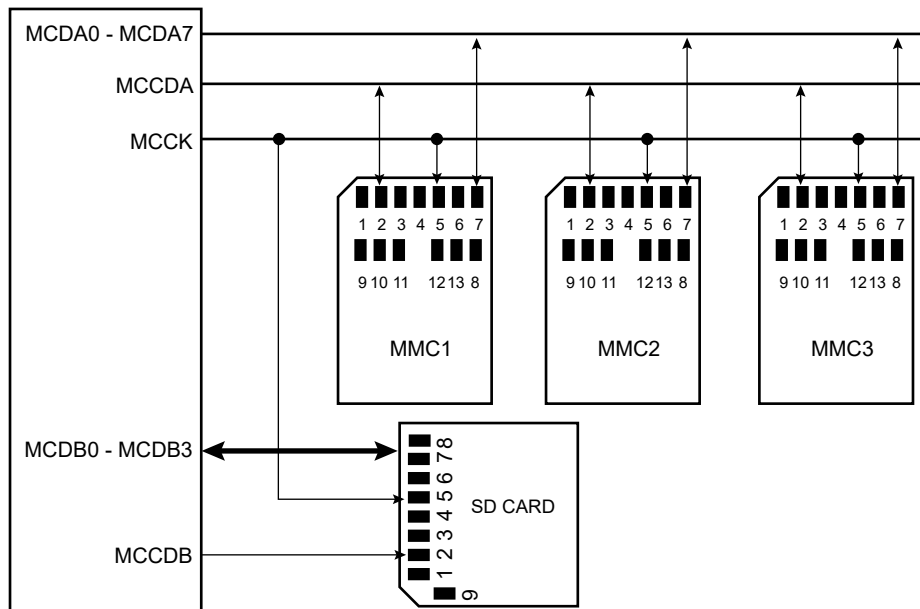 MCDA0 - MCDA7
MCCDA
MCCK
1 2 3 4 5 6 7
9 10 11 12 13 8
MMC1
1 2 3 4 5 6 7
9 10 11 12 13 8
MMC2
1 2 3 4 5 6 7
9 10 11 12 13 8
MMC3
MCDB0 - MCDB3
MCCDB
1 2 3 4 5 6 7 8
9
SD CARD